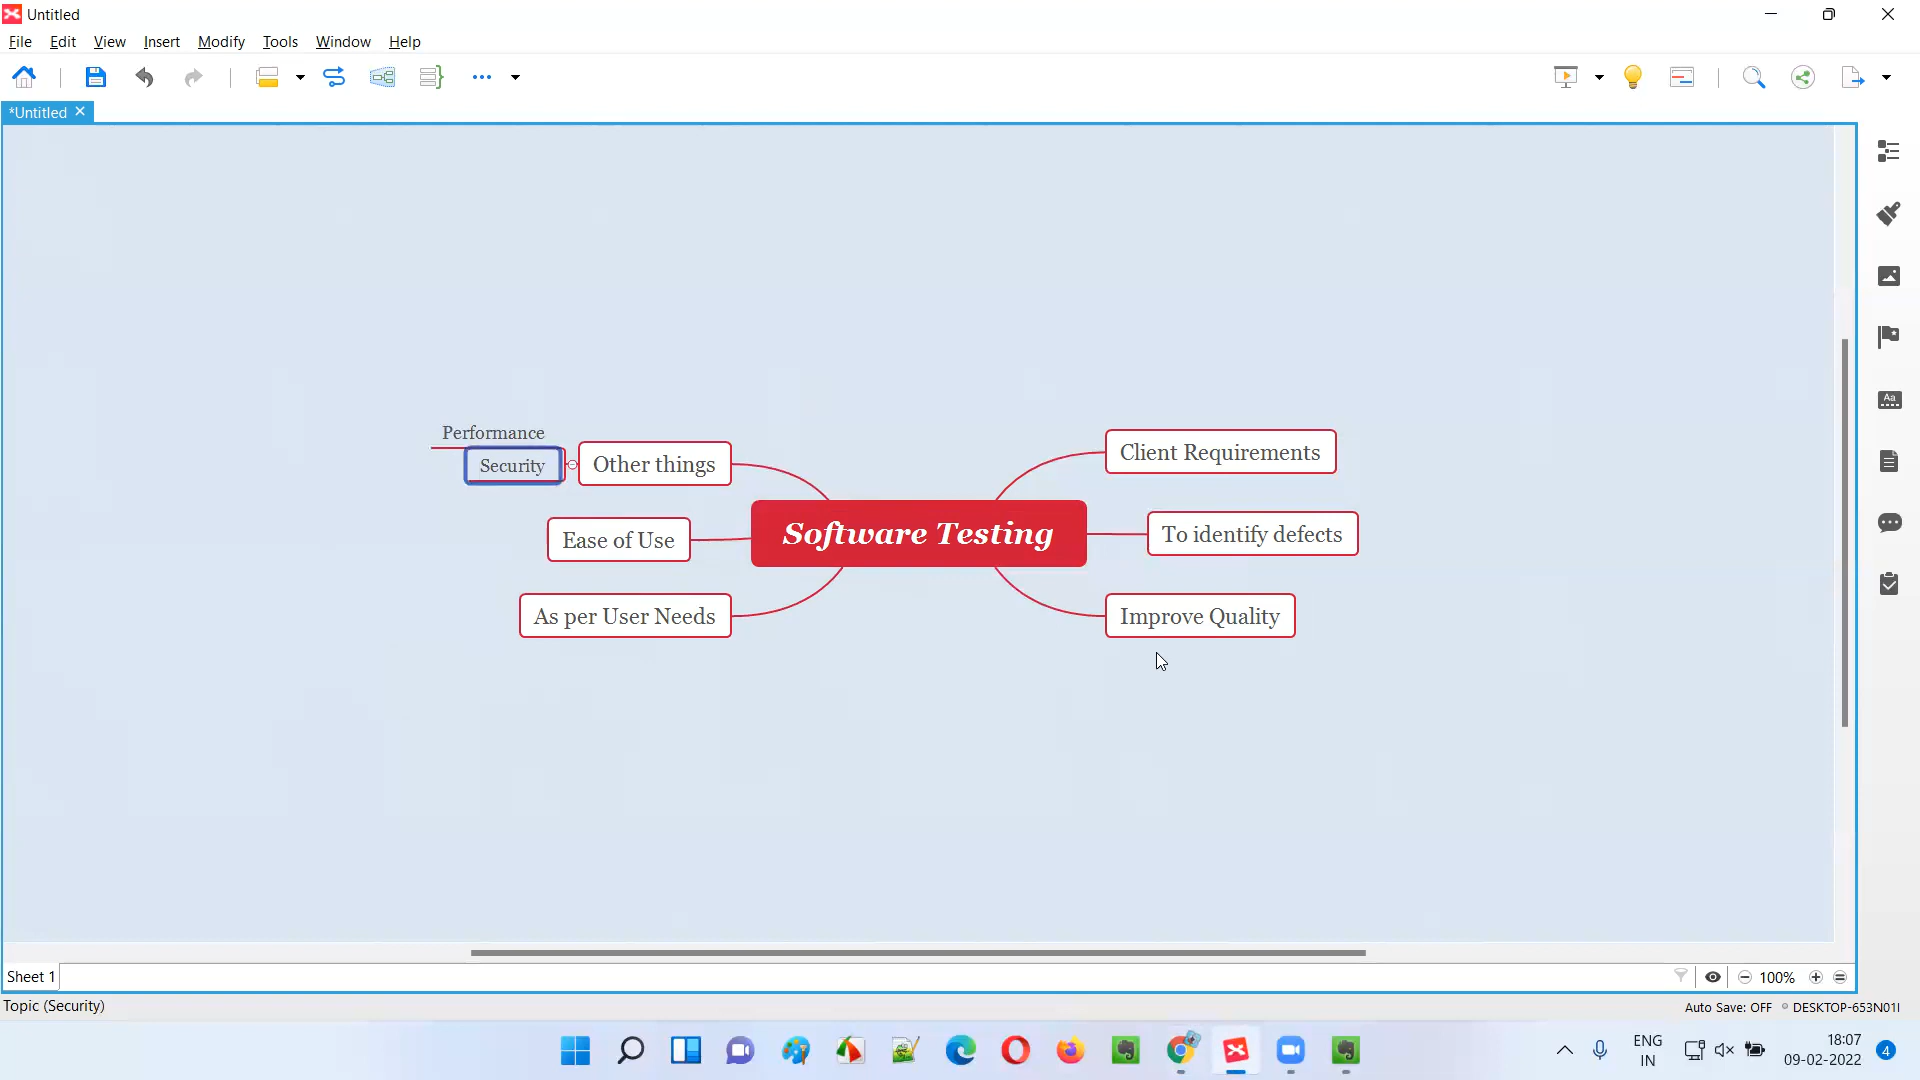 Untitled
File Edit View Insert Modify Tools Window Help
*Untitled
Performance
Security
Other things
Client Requirements
Software Testing
Ease of Use
To identify defects
As per User Needs
Improve Quality
Aa
Sheet 1
100%
Topic (Security)
Auto Save: OFF
DESKTOP-653N01I
ENG
IN
18:07
09-02-2022
4